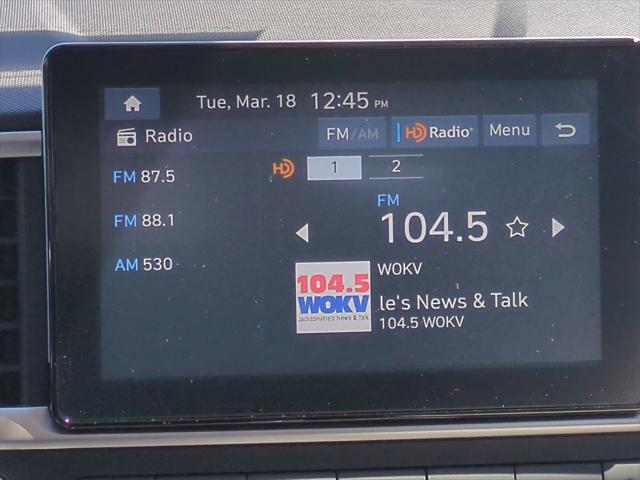 Tue, Mar. 18 12:45 PM
Radio FM/AM HD Radio Menu
HD 1 2
FM 87.5
FM 88.1
AM 530
FM
104.5
WOKV
104.5
WOKV
Jacksonville's News & Talk
le's News & Talk
104.5 WOKV